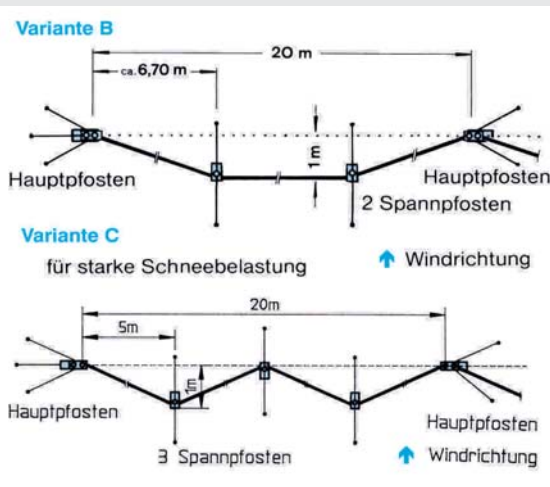 Variante B
20 m
ca. 6,70 m
1 m
Hauptpfosten
Hauptpfosten
2 Spannpfosten
Variante C
für starke Schneebelastung
Windrichtung
20m
5m
1m
Hauptpfosten
Hauptpfosten
3 Spannpfosten
Windrichtung